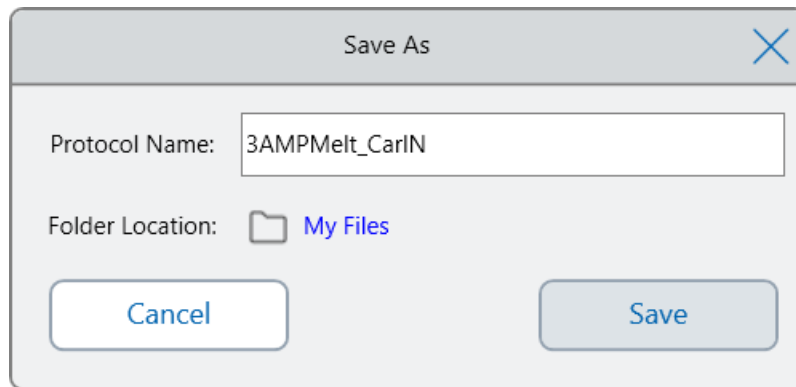 Save As
Protocol Name: 3AMPMelt_CarIN
Folder Location: My Files
Cancel Save